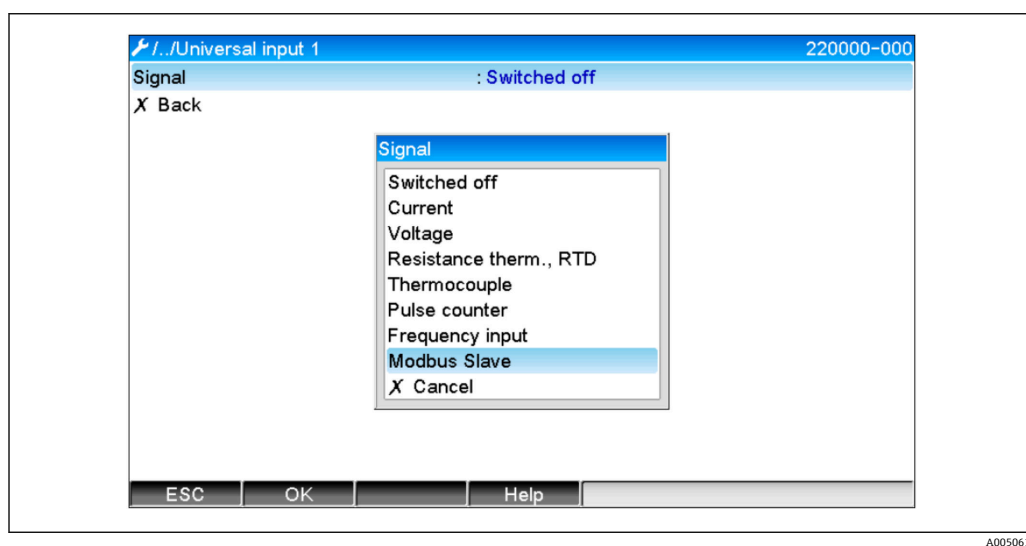 /../Universal input 1 220000-000
Signal : Switched off
X Back
Signal
Switched off
Current
Voltage
Resistance therm., RTD
Thermocouple
Pulse counter
Frequency input
Modbus Slave
X Cancel
ESC OK Help